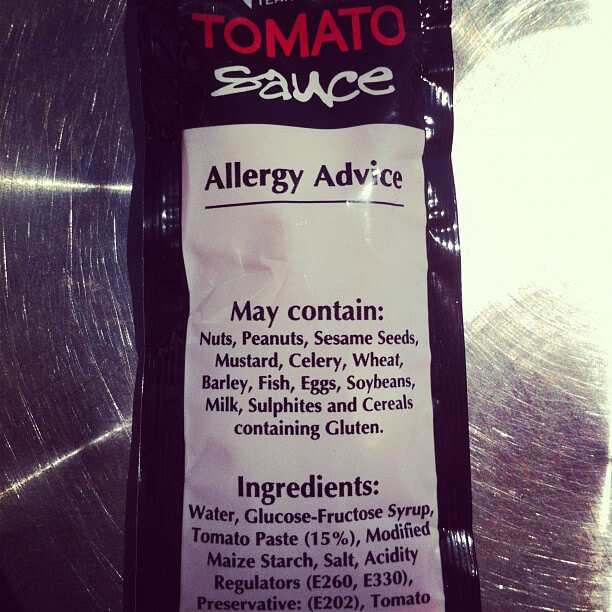 TOMATO
sauce
Allergy Advice
May contain:
Nuts, Peanuts, Sesame Seeds,
Mustard, Celery, Wheat,
Barley, Fish, Eggs, Soybeans,
Milk, Sulphites and Cereals
containing Gluten.
Ingredients:
Water, Glucose-Fructose Syrup,
Tomato Paste (15%), Modified
Maize Starch, Salt, Acidity
Regulators (E260, E330),
Preservative: (E202), Tomato